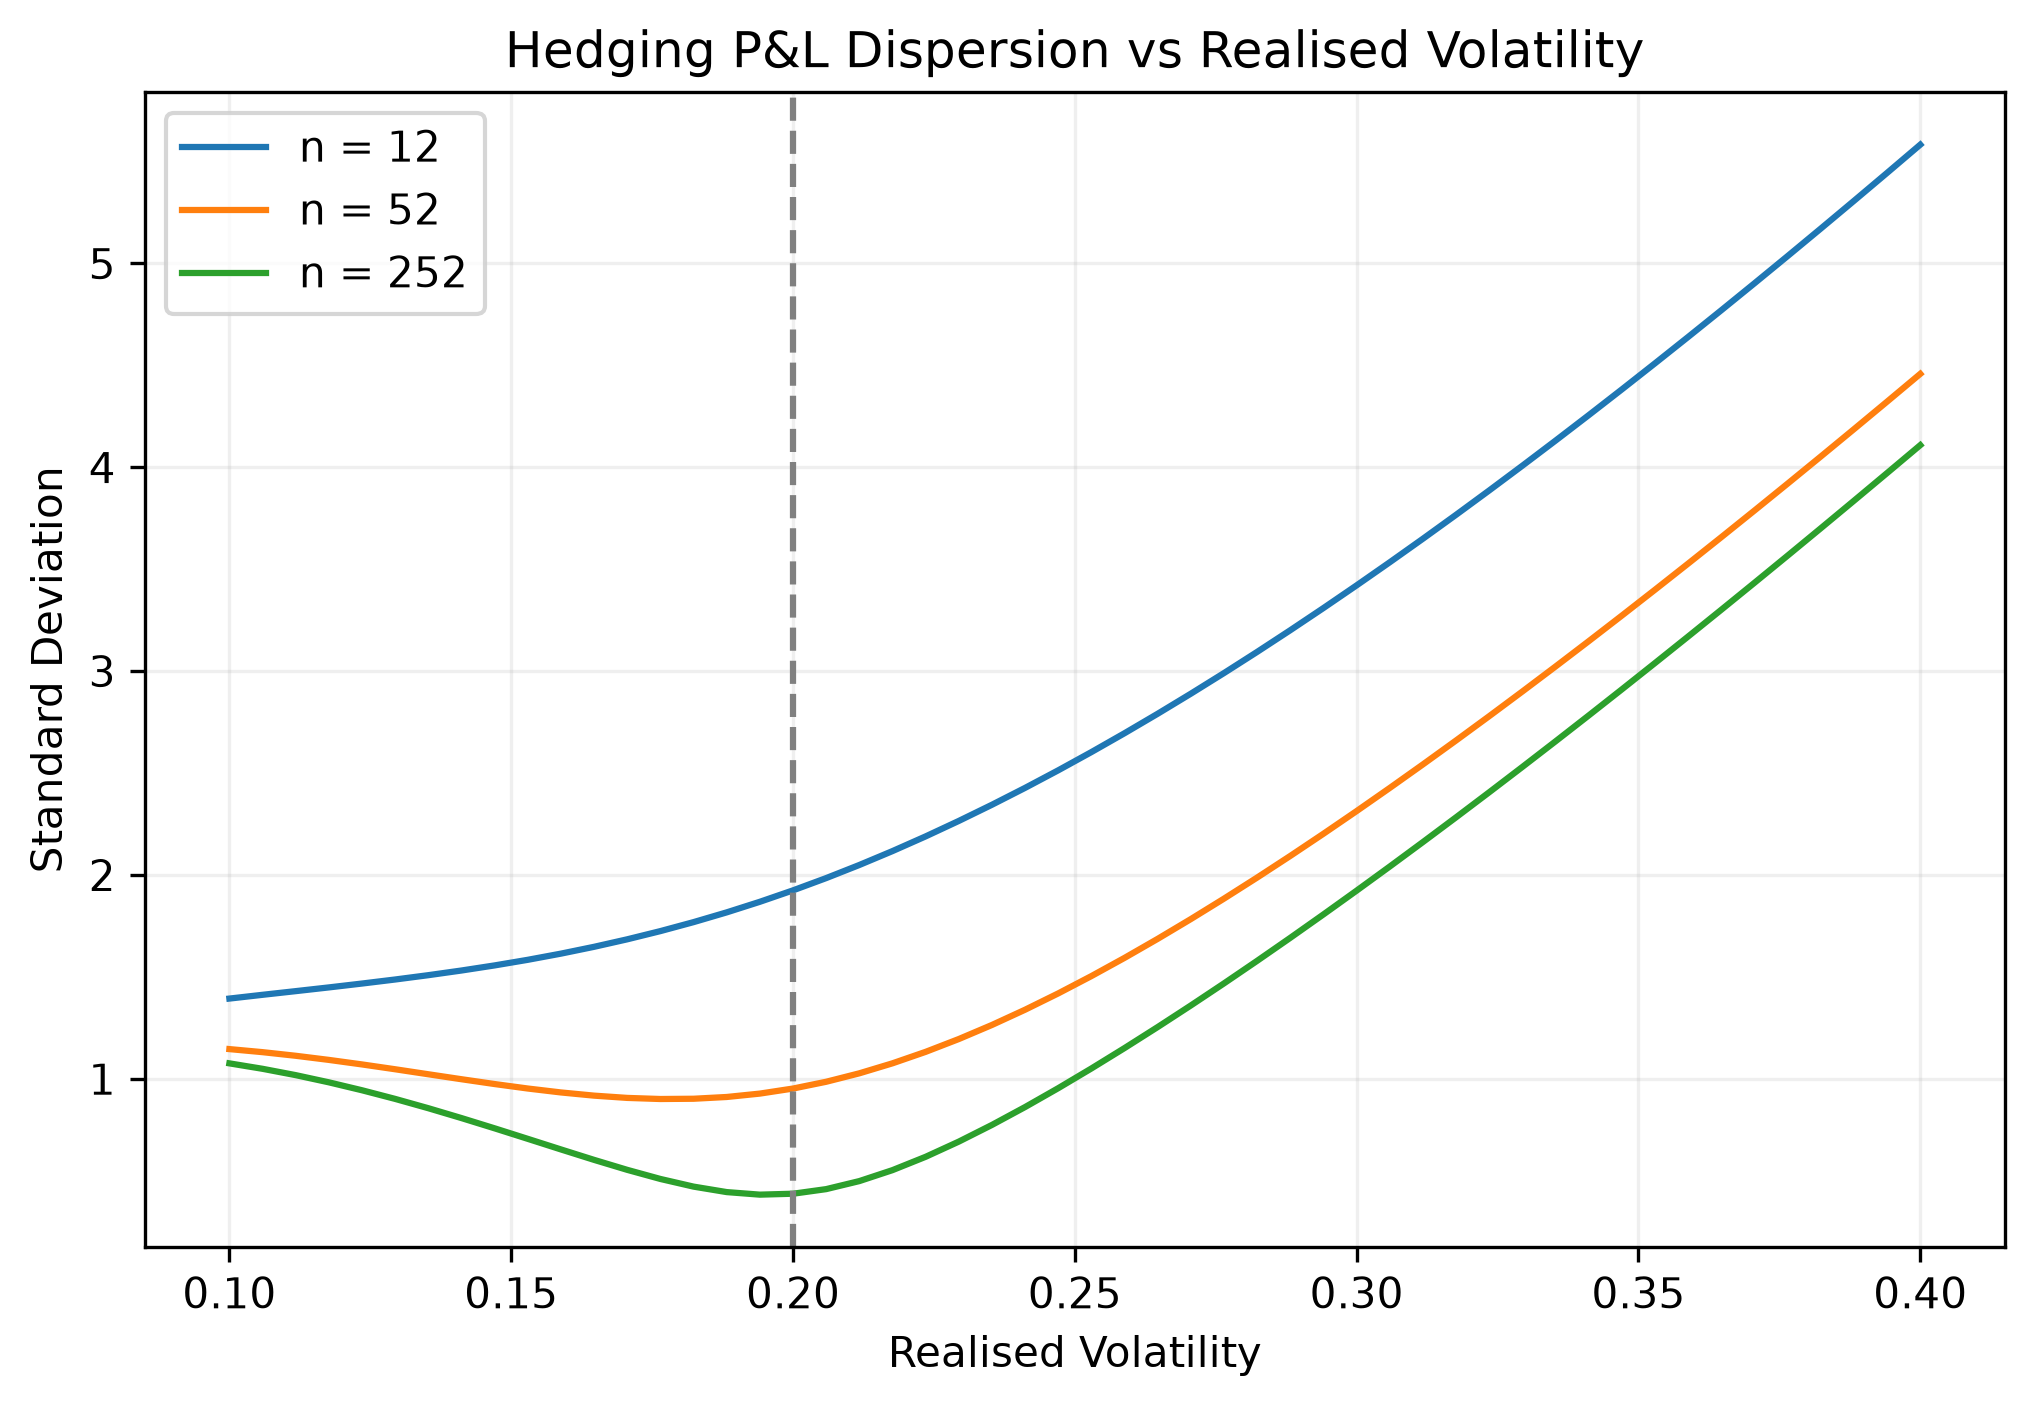 Hedging P&L Dispersion vs Realised Volatility
n = 12
n = 52
n = 252
Standard Deviation
5
4
3
2
1
0.10 0.15 0.20 0.25 0.30 0.35 0.40
Realised Volatility